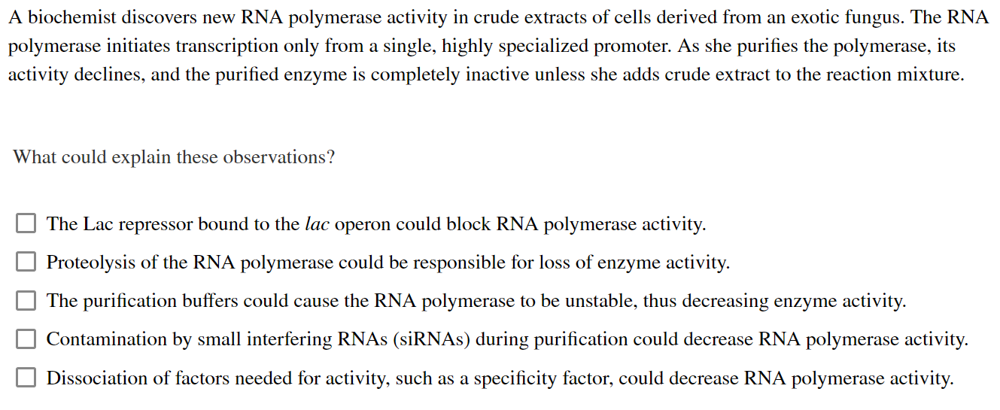 A biochemist discovers new RNA polymerase activity in crude extracts of cells derived from an exotic fungus. The RNA
polymerase initiates transcription only from a single, highly specialized promoter. As she purifies the polymerase, its
activity declines, and the purified enzyme is completely inactive unless she adds crude extract to the reaction mixture.
What could explain these observations?
The Lac repressor bound to the lac operon could block RNA polymerase activity.
Proteolysis of the RNA polymerase could be responsible for loss of enzyme activity.
The purification buffers could cause the RNA polymerase to be unstable, thus decreasing enzyme activity.
Contamination by small interfering RNAs (siRNAs) during purification could decrease RNA polymerase activity.
Dissociation of factors needed for activity, such as a specificity factor, could decrease RNA polymerase activity.